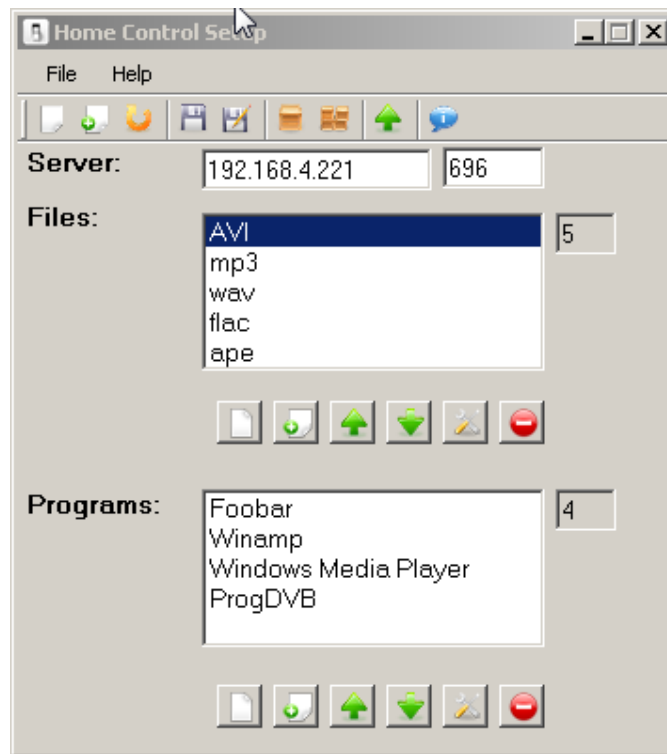 Home Control Setup
File Help
Server: 192.168.4.221 696
Files: AVI 5
mp3
wav
flac
ape
Programs: Foobar 4
Winamp
Windows Media Player
ProgDVB